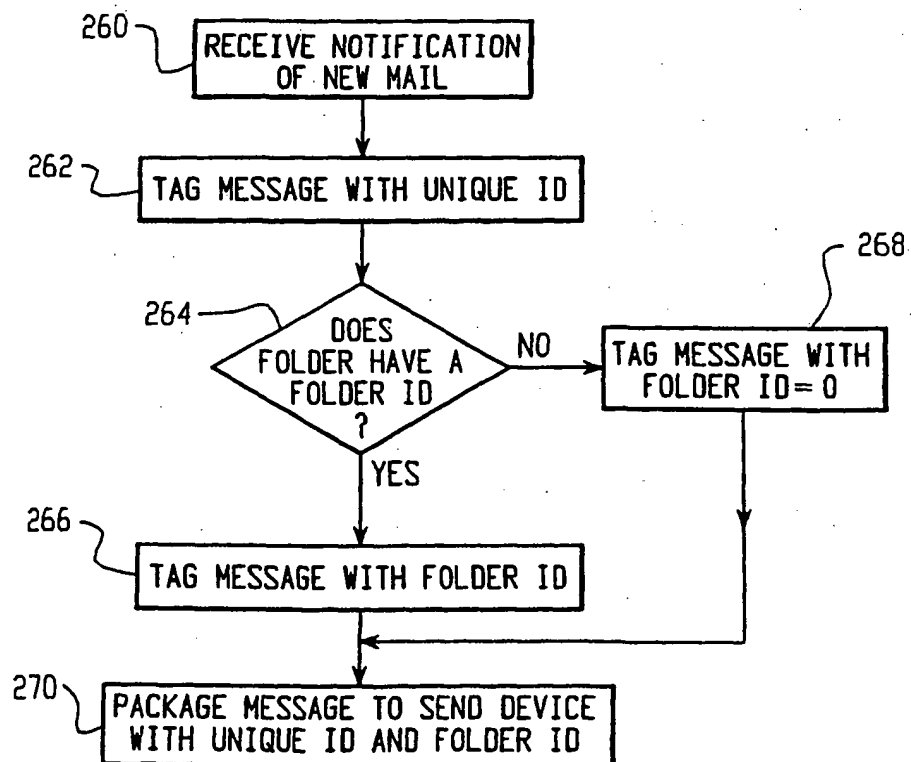 260
RECEIVE NOTIFICATION
OF NEW MAIL
262
TAG MESSAGE WITH UNIQUE ID
264
DOES
FOLDER HAVE A
FOLDER ID
?
NO
268
TAG MESSAGE WITH
FOLDER ID=0
YES
266
TAG MESSAGE WITH FOLDER ID
270
PACKAGE MESSAGE TO SEND DEVICE
WITH UNIQUE ID AND FOLDER ID